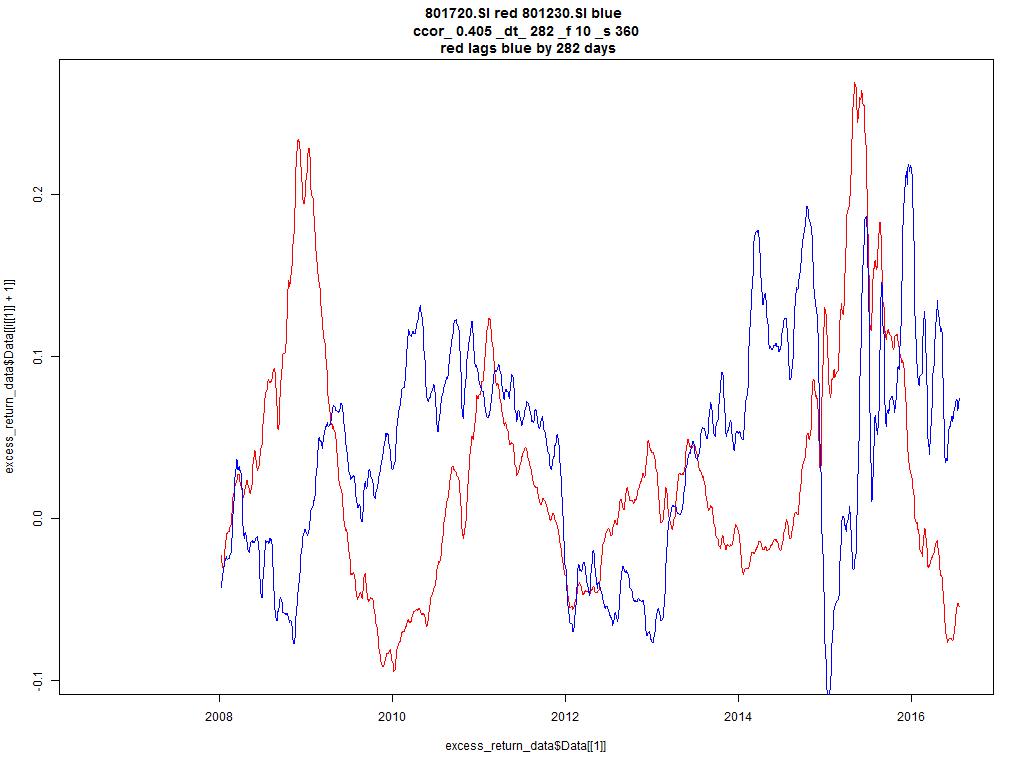 801720.SI red 801230.SI blue
ccor_ 0.405 _dt_ 282 _f 10 _s 360
red lags blue by 282 days
excess_return_data$Data[[i[[1]] + 1]]
0.2
0.1
0.0
-0.1
2008 2010 2012 2014 2016
excess_return_data$Data[[1]]